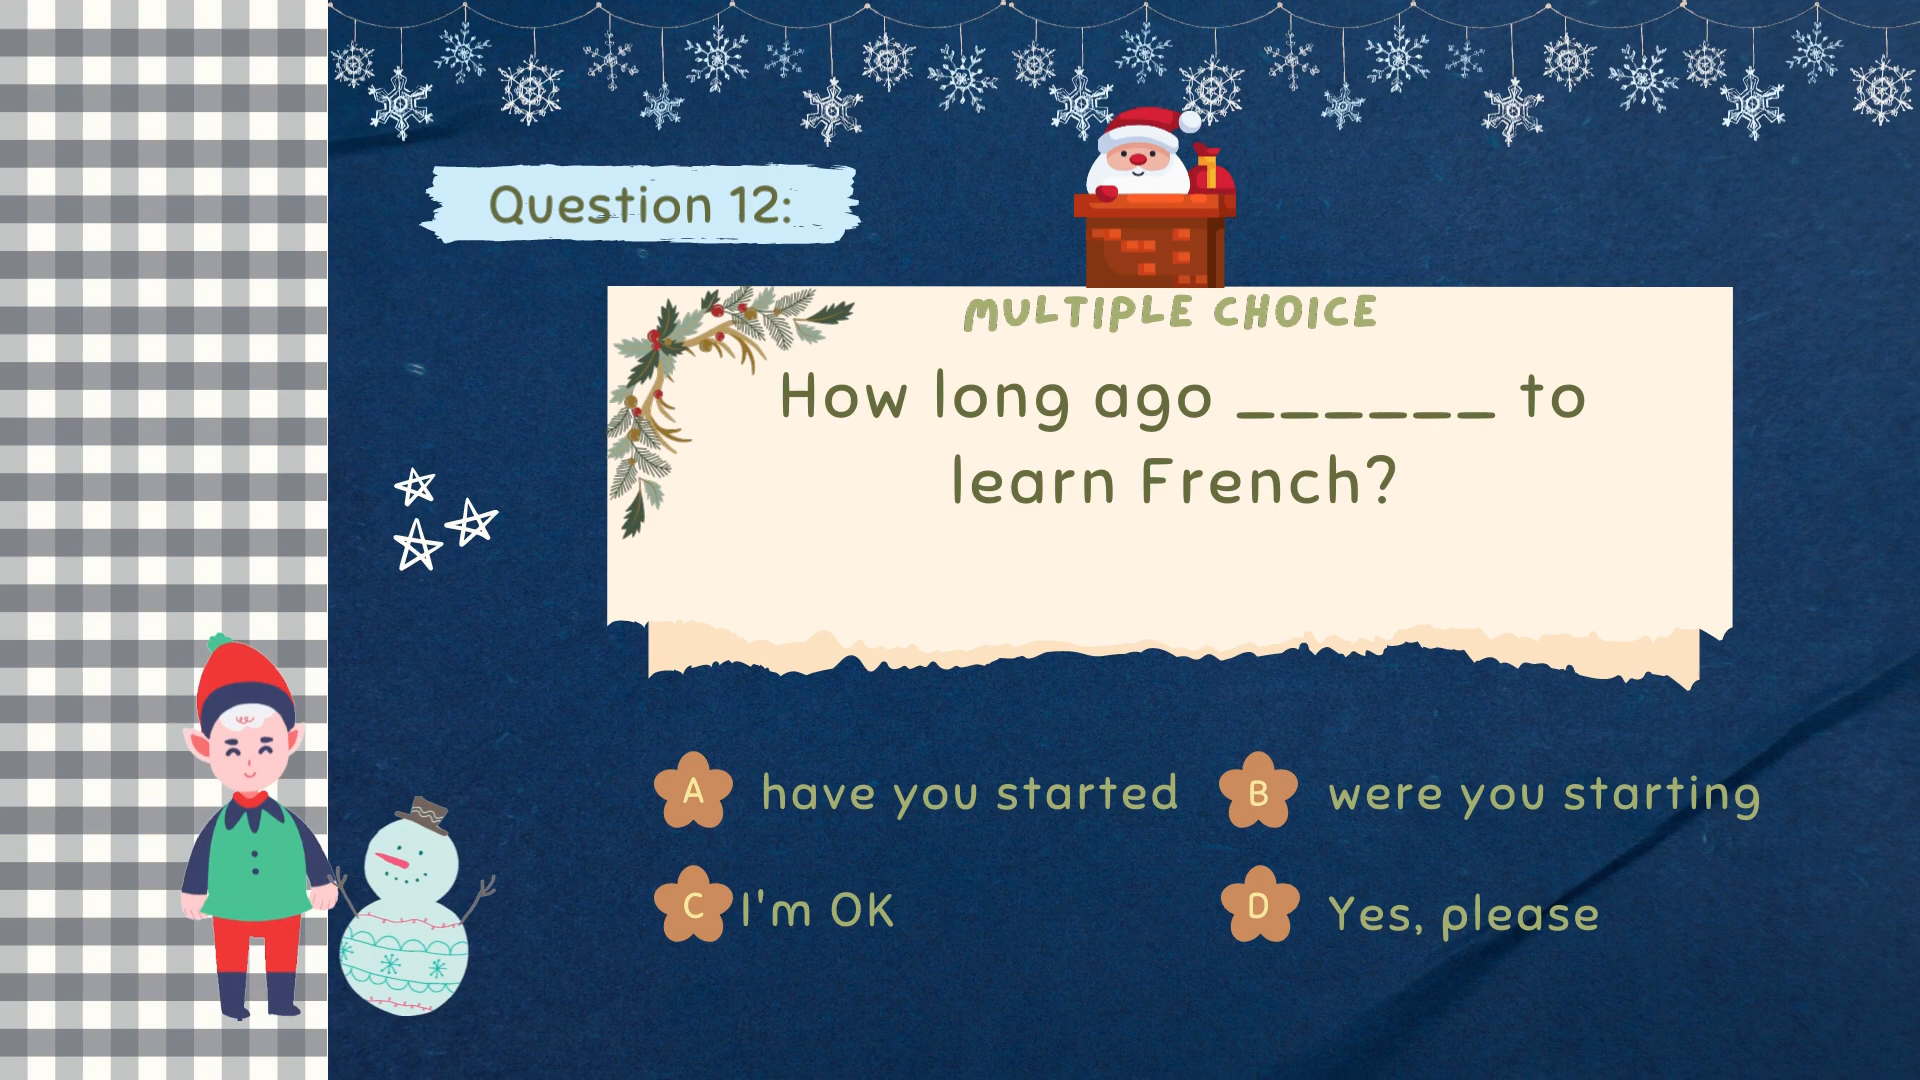 Question 12:
MULTIPLE CHOICE
How long ago ______ to
learn French?
A have you started
B were you starting
C I'm OK
D Yes, please